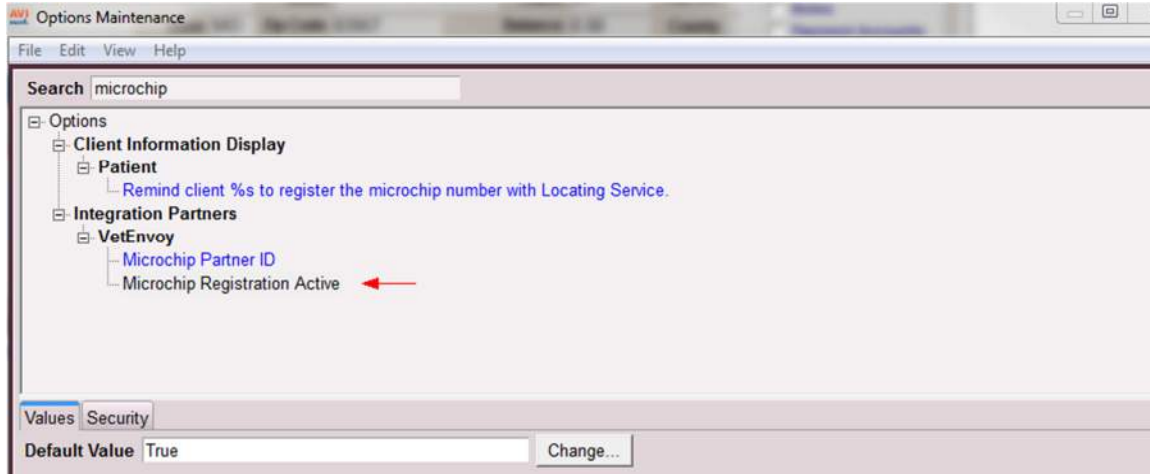 AVI Options Maintenance
File Edit View Help
Search microchip
Options
Client Information Display
Patient
Remind client %s to register the microchip number with Locating Service.
Integration Partners
VetEnvoy
Microchip Partner ID
Microchip Registration Active
Values Security
Default Value True Change...